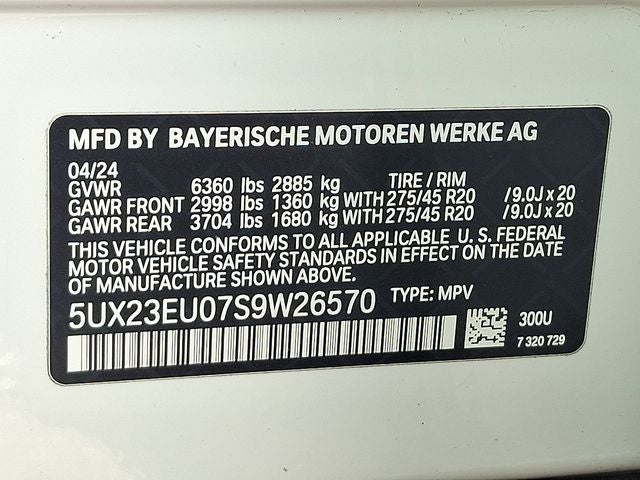 MFD BY BAYERISCHE MOTOREN WERKE AG
04/24
GVWR 6360 lbs 2885 kg TIRE / RIM
GAWR FRONT 2998 lbs 1360 kg WITH 275/45 R20 /9.0J x 20
GAWR REAR 3704 lbs 1680 kg WITH 275/45 R20 /9.0J x 20
THIS VEHICLE CONFORMS TO ALL APPLICABLE U. S. FEDERAL
MOTOR VEHICLE SAFETY STANDARDS IN EFFECT ON THE DATE
OF MANUFACTURE SHOWN ABOVE.
5UX23EU07S9W26570 TYPE: MPV
300U
7 320 729